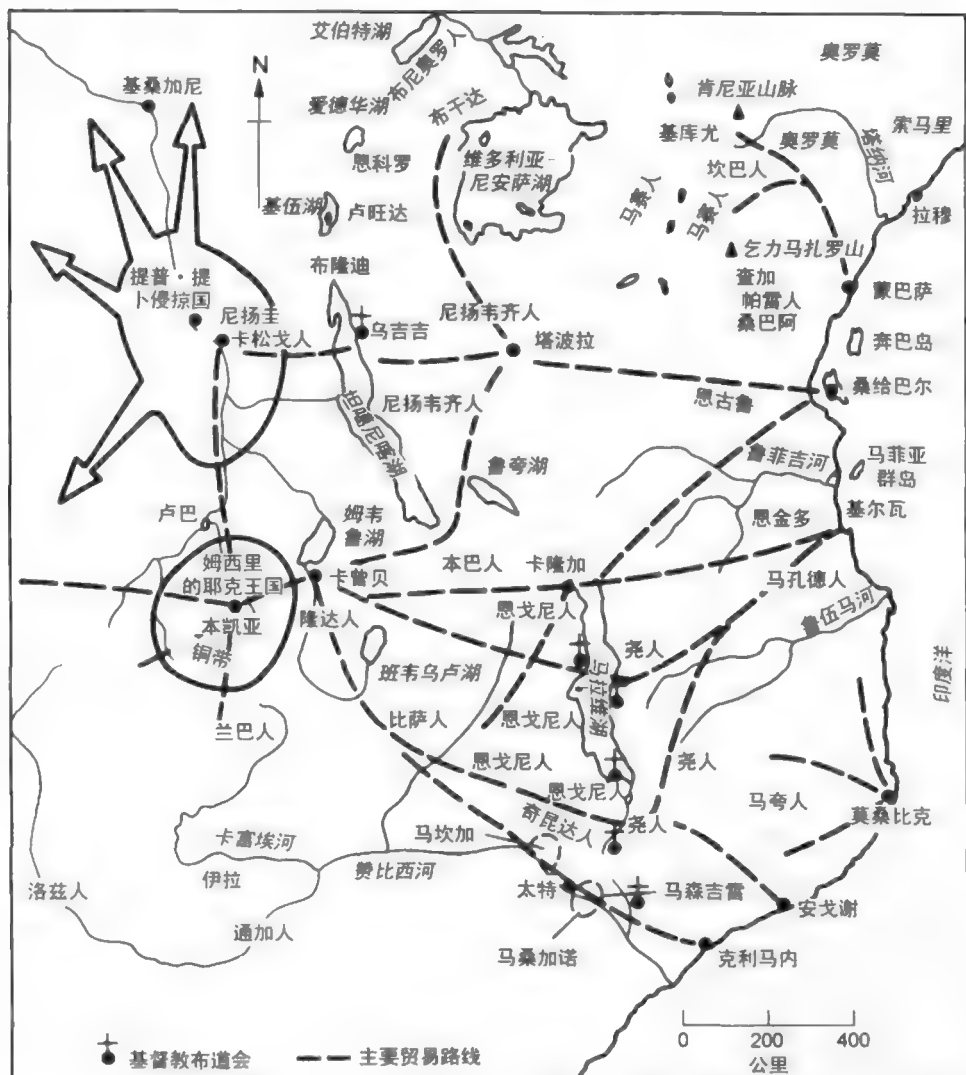 艾伯特湖
布尼奥罗人
奥罗莫
N
基桑加尼
肯尼亚山脉
爱德华湖
布干达
索马里
基库尤
奥罗莫
塔纳河
恩科罗
维多利亚-
尼安萨湖
坎巴人
马赛人
马赛人
拉穆
基伍湖
卢旺达
乞力马扎罗山
布隆迪
提普·提
卜侵掠国
查加
帕雷人
桑巴阿
蒙巴萨
尼扬圭
卡松戈人
乌吉吉
尼扬韦齐人
塔波拉
奔巴岛
桑给巴尔
恩古鲁
尼扬韦齐人
坦噶尼喀湖
鲁夸湖
鲁菲吉河
马菲亚
群岛
卢巴
姆韦
鲁湖
恩金多
基尔瓦
姆西里
的耶克王国
卡曾贝
本巴人
卡隆加
马孔德人
本凯亚
隆达人
恩戈尼人
鲁伍马河
铜带
班韦乌卢湖
尧人
马拉维湖
印度洋
兰巴人
比萨人
恩戈尼人
恩戈尼人
尧人
恩戈尼人
马夸人
莫桑比克
奇昆达人
尧人
卡富埃河
马坎加
赞比西河
伊拉
洛兹人
太特
马森吉雷
安戈谢
通加人
马桑加诺
克利马内
基督教布道会
主要贸易路线
0 200 400
公里